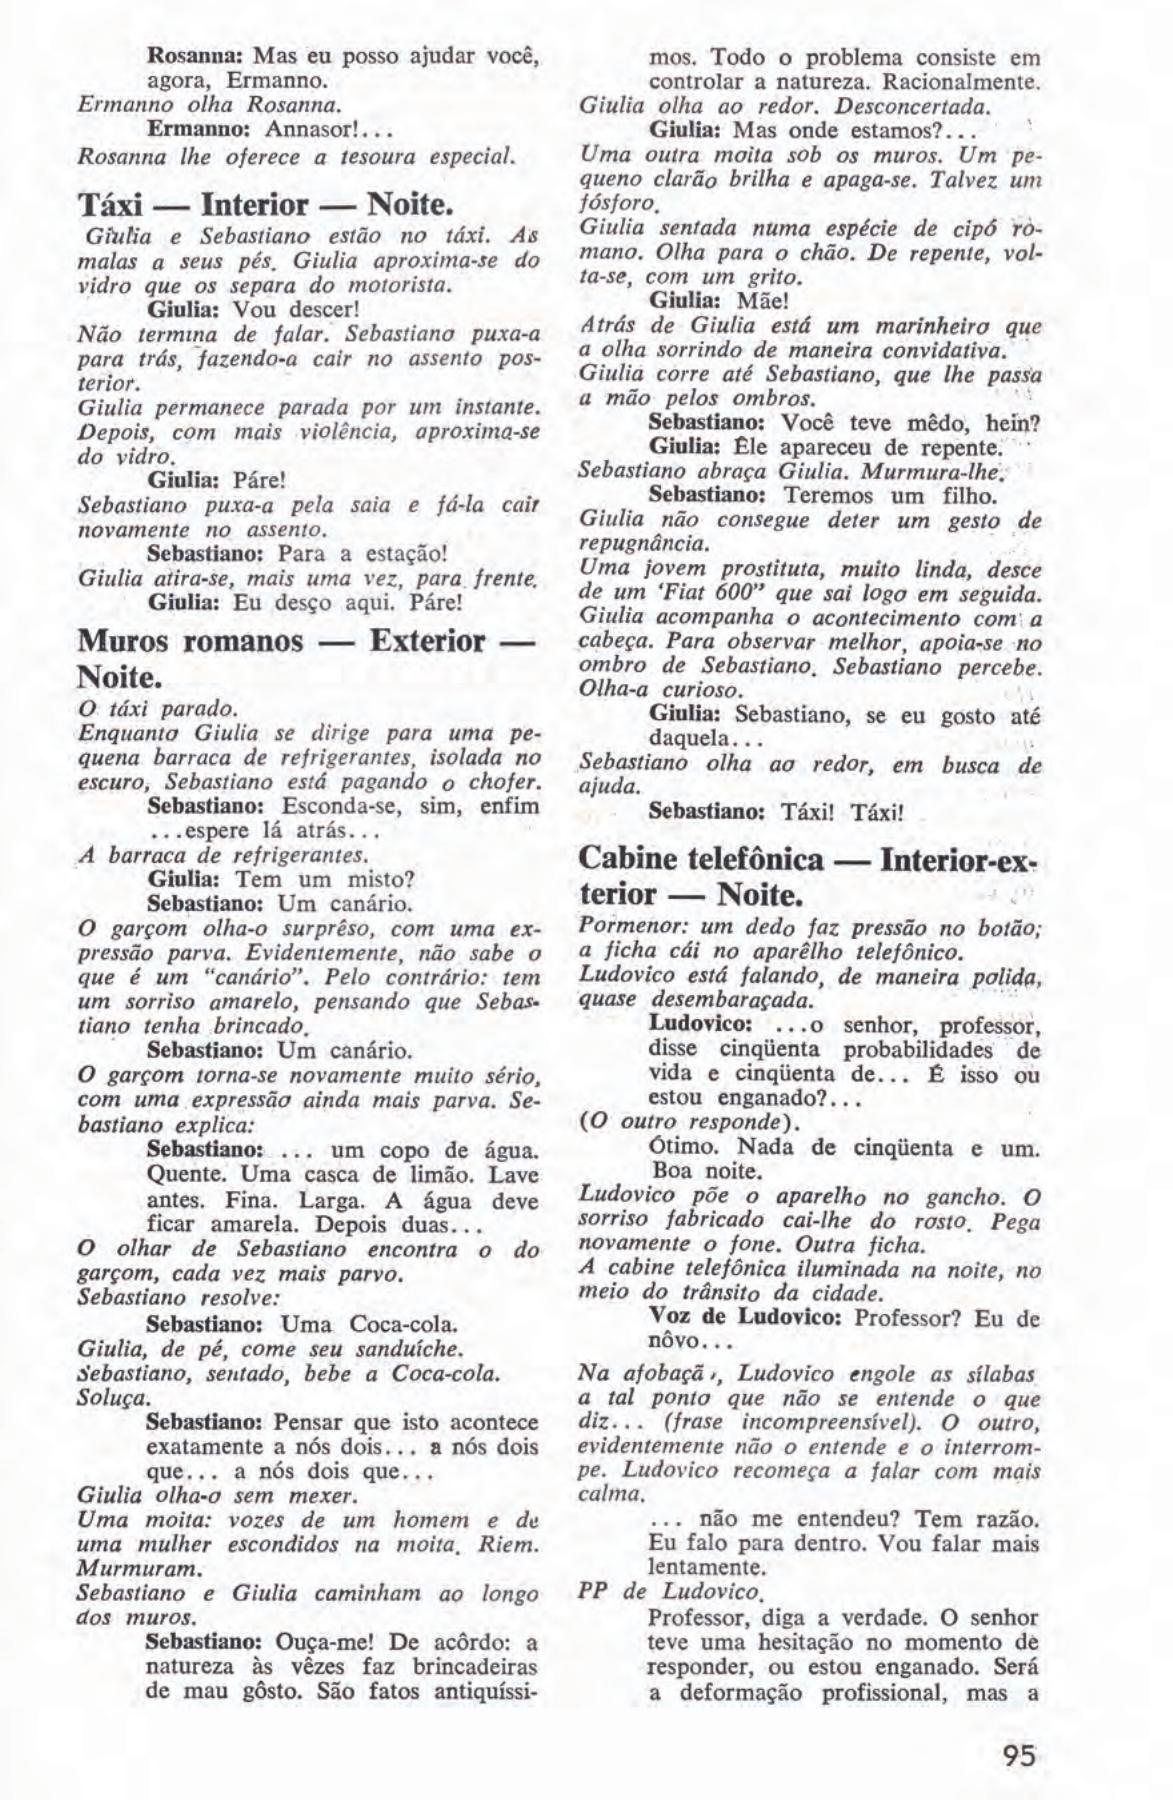 Rosanna: Mas eu posso ajudar você,
agora, Ermanno.
Ermanno olha Rosanna.
Ermanno: Annasor!...
Rosanna lhe oferece a tesoura especial.
Táxi — Interior — Noite.
Giulia e Sebastiano estão no táxi. As
malas a seus pés. Giulia aproxima-se do
vidro que os separa do motorista.
Giulia: Vou descer!
Não termina de falar. Sebastiano puxa-a
para trás, fazendo-a cair no assento pos-
terior.
Giulia permanece parada por um instante.
Depois, com mais violência, aproxima-se
do vidro.
Giulia: Páre!
Sebastiano puxa-a pela saia e fá-la cair
novamente no assento.
Sebastiano: Para a estação!
Giulia atira-se, mais uma vez, para frente.
Giulia: Eu desço aqui. Páre!
Muros romanos — Exterior —
Noite.
O táxi parado.
Enquanto Giulia se dirige para uma pe-
quena barraca de refrigerantes, isolada no
escuro, Sebastiano está pagando o chofer.
Sebastiano: Esconda-se, sim, enfim
...espere lá atrás...
A barraca de refrigerantes.
Giulia: Tem um misto?
Sebastiano: Um canário.
O garçom olha-o surprêso, com uma ex-
pressão parva. Evidentemente, não sabe o
que é um "canário". Pelo contrário: tem
um sorriso amarelo, pensando que Sebas-
tiano tenha brincado.
Sebastiano: Um canário.
O garçom torna-se novamente muito sério,
com uma expressão ainda mais parva. Se-
bastiano explica:
Sebastiano: ... um copo de água.
Quente. Uma casca de limão. Lave
antes. Fina. Larga. A água deve
ficar amarela. Depois duas...
O olhar de Sebastiano encontra o do
garçom, cada vez mais parvo.
Sebastiano resolve:
Sebastiano: Uma Coca-cola.
Giulia, de pé, come seu sanduíche.
Sebastiano, sentado, bebe a Coca-cola.
Soluça.
Sebastiano: Pensar que isto acontece
exatamente a nós dois... a nós dois
que... a nós dois que...
Giulia olha-o sem mexer.
Uma moita: vozes de um homem e de
uma mulher escondidos na moita. Riem.
Murmuram.
Sebastiano e Giulia caminham ao longo
dos muros.
Sebastiano: Ouça-me! De acôrdo: a
natureza às vêzes faz brincadeiras
de mau gôsto. São fatos antiquíssi-
mos. Todo o problema consiste em
controlar a natureza. Racionalmente.
Giulia olha ao redor. Desconcertada.
Giulia: Mas onde estamos?...
Uma outra moita sob os muros. Um pe-
queno clarão brilha e apaga-se. Talvez um
fósforo.
Giulia sentada numa espécie de cipó ro-
mano. Olha para o chão. De repente, vol-
ta-se, com um grito.
Giulia: Mãe!
Atrás de Giulia está um marinheiro que
a olha sorrindo de maneira convidativa.
Giulia corre até Sebastiano, que lhe passa
a mão pelos ombros.
Sebastiano: Você teve mêdo, hein?
Giulia: Êle apareceu de repente.
Sebastiano abraça Giulia. Murmura-lhe.
Sebastiano: Teremos um filho.
Giulia não consegue deter um gesto de
repugnância.
Uma jovem prostituta, muito linda, desce
de um 'Fiat 600" que sai logo em seguida.
Giulia acompanha o acontecimento com a
cabeça. Para observar melhor, apoia-se no
ombro de Sebastiano. Sebastiano percebe.
Olha-a curioso.
Giulia: Sebastiano, se eu gosto até
daquela...
Sebastiano olha ao redor, em busca de
ajuda.
Sebastiano: Táxi! Táxi!
Cabine telefônica — Interior-ex-
terior — Noite.
Pormenor: um dedo faz pressão no botão;
a ficha cái no aparêlho telefônico.
Ludovico está falando, de maneira polida,
quase desembaraçada.
Ludovico: ...o senhor, professor,
disse cinqüenta probabilidades de
vida e cinqüenta de... É isso ou
estou enganado?...
(O outro responde).
Ótimo. Nada de cinqüenta e um.
Boa noite.
Ludovico põe o aparelho no gancho. O
sorriso fabricado cai-lhe do rosto. Pega
novamente o fone. Outra ficha.
A cabine telefônica iluminada na noite, no
meio do trânsito da cidade.
Voz de Ludovico: Professor? Eu de
nôvo...
Na afobaçã, Ludovico engole as sílabas
a tal ponto que não se entende o que
diz... (frase incompreensível). O outro,
evidentemente não o entende e o interrom-
pe. Ludovico recomeça a falar com mais
calma.
... não me entendeu? Tem razão.
Eu falo para dentro. Vou falar mais
lentamente.
PP de Ludovico.
Professor, diga a verdade. O senhor
teve uma hesitação no momento de
responder, ou estou enganado. Será
a deformação profissional, mas a
95